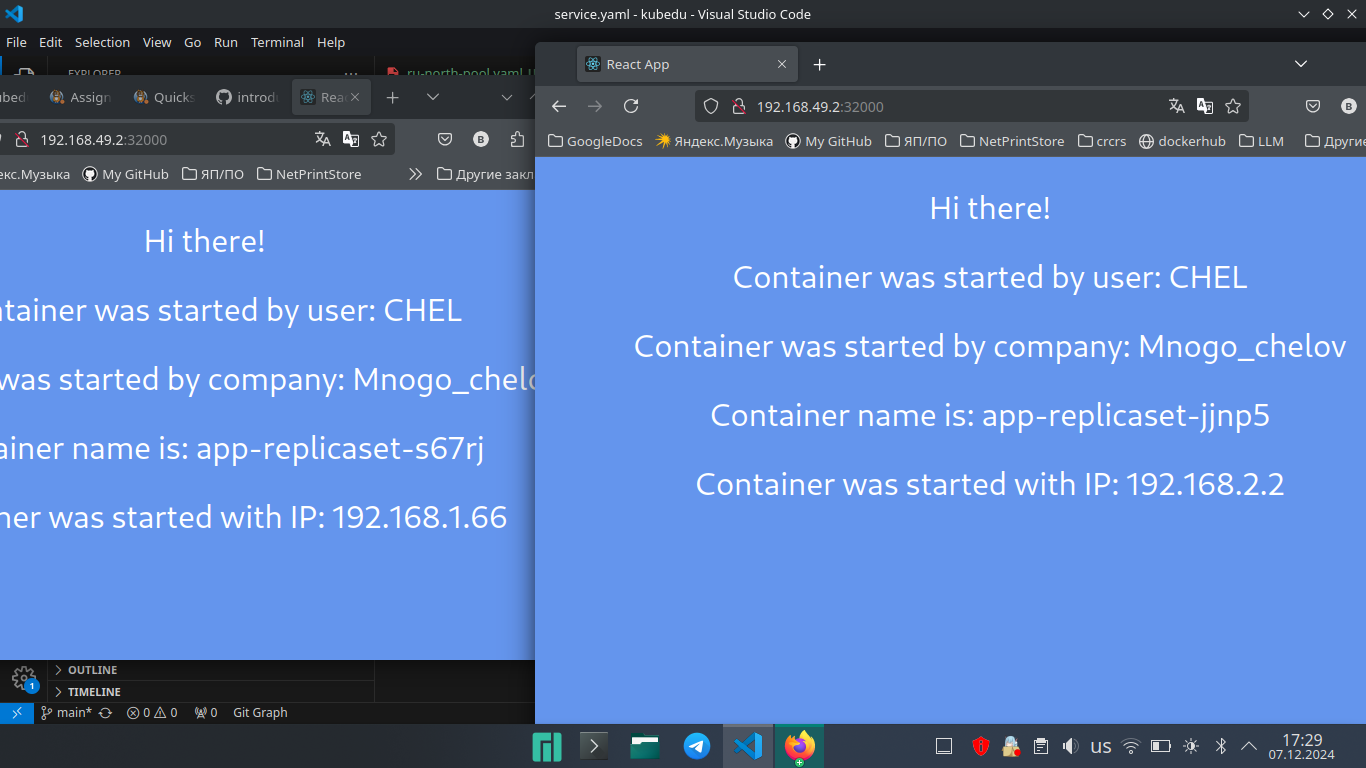 service.yaml - kubedu - Visual Studio Code
File Edit Selection View Go Run Terminal Help
EXPLORER
ru-north-pool.yaml
React App
Assign
Quicks
introd
192.168.49.2:32000
192.168.49.2:32000
GoogleDocs Яндекс.Музыка My GitHub ЯП/ПО NetPrintStore crcrs dockerhub LLM Другие
екс.Музыка My GitHub ЯП/ПО NetPrintStore Другие закл
Hi there!
tainer was started by user: CHEL
was started by company: Mnogo_chelo
ainer name is: app-replicaset-s67rj
ner was started with IP: 192.168.1.66
Hi there!
Container was started by user: CHEL
Container was started by company: Mnogo_chelov
Container name is: app-replicaset-jjnp5
Container was started with IP: 192.168.2.2
OUTLINE
TIMELINE
1
main* 0 0 0 Git Graph
us
17:29
07.12.2024